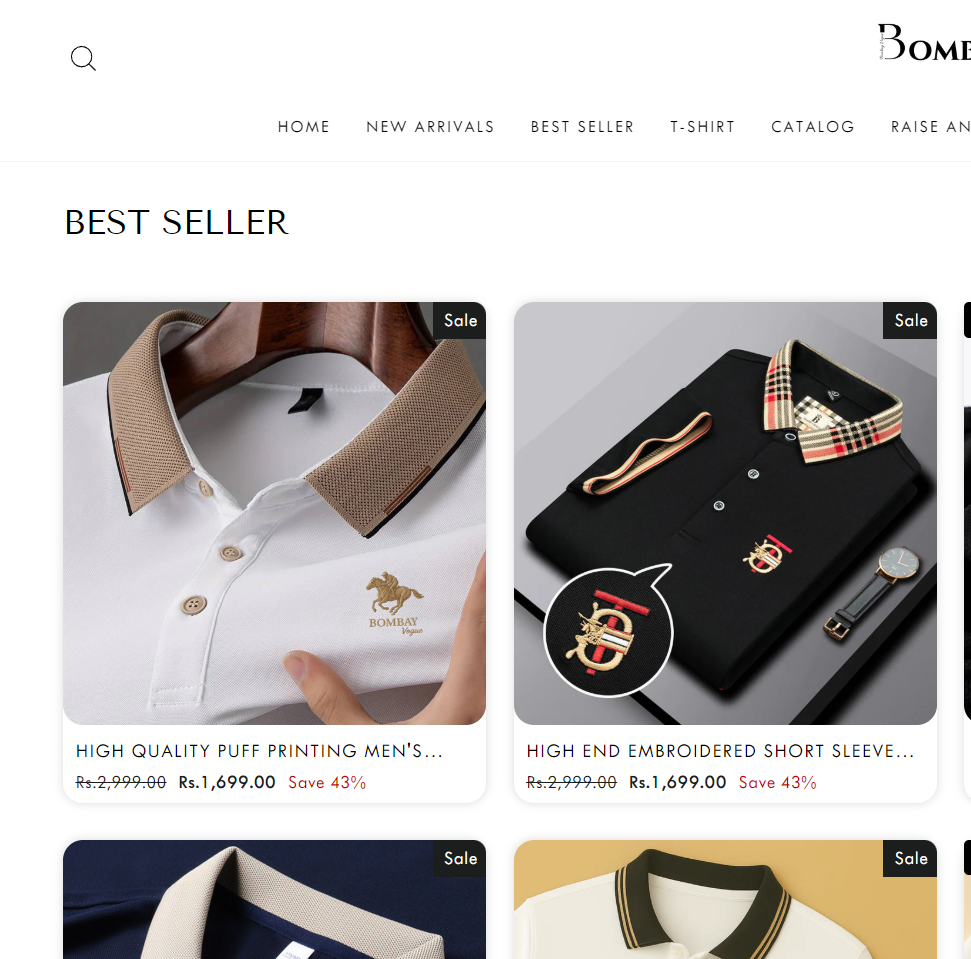 BOMB
HOME NEW ARRIVALS BEST SELLER T-SHIRT CATALOG RAISE AN
BEST SELLER
Sale
BOMBAY
Vogue
Sale
HIGH QUALITY PUFF PRINTING MEN'S...
Rs.2,999.00 Rs.1,699.00 Save 43%
HIGH END EMBROIDERED SHORT SLEEVE...
Rs.2,999.00 Rs.1,699.00 Save 43%
Sale
Sale